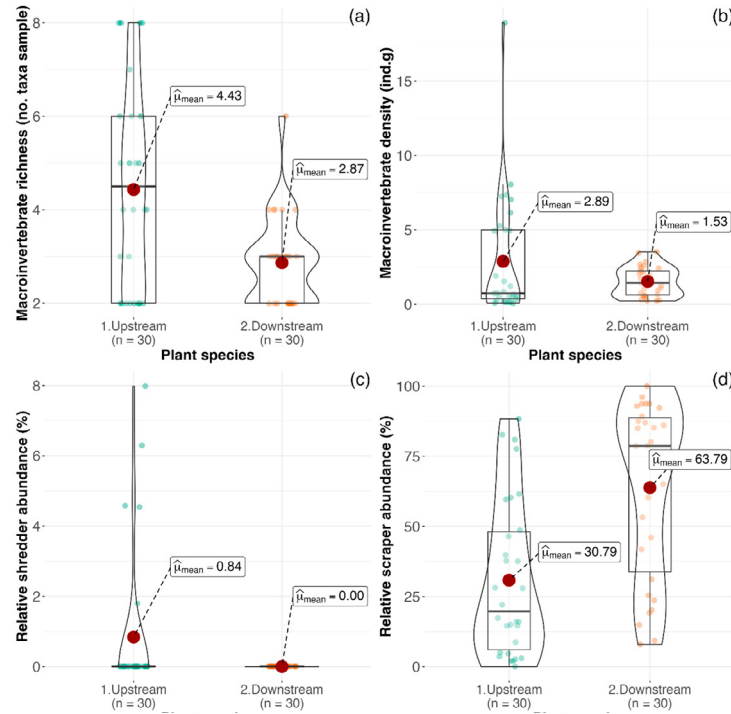 (a)
Macroinvertebrate richness (no. taxa sample)
8
6
4
2
μ̂mean = 4.43
μ̂mean = 2.87
1.Upstream
(n = 30)
2.Downstream
(n = 30)
Plant species
(b)
Macroinvertebrate density (ind.g)
15
10
5
0
μ̂mean = 2.89
μ̂mean = 1.53
1.Upstream
(n = 30)
2.Downstream
(n = 30)
Plant species
(c)
Relative shredder abundance (%)
8
6
4
2
0
μ̂mean = 0.84
μ̂mean = 0.00
1.Upstream
(n = 30)
2.Downstream
(n = 30)
(d)
Relative scraper abundance (%)
100
75
50
25
0
μ̂mean = 63.79
μ̂mean = 30.79
1.Upstream
(n = 30)
2.Downstream
(n = 30)